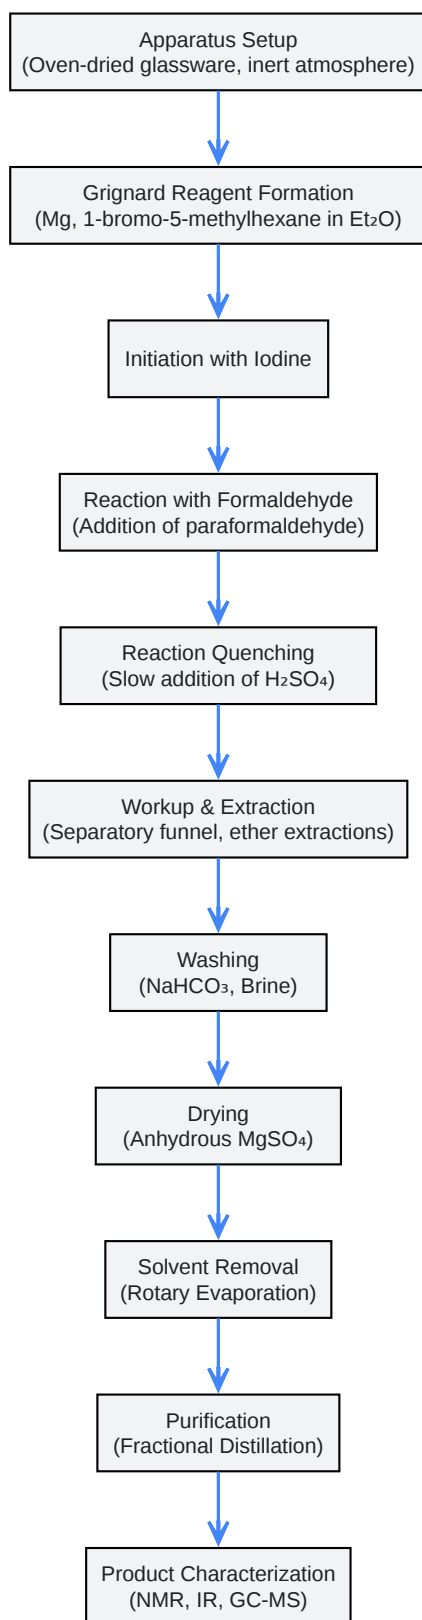 Apparatus Setup
(Oven-dried glassware, inert atmosphere)
Grignard Reagent Formation
(Mg, 1-bromo-5-methylhexane in Et₂O)
Initiation with Iodine
Reaction with Formaldehyde
(Addition of paraformaldehyde)
Reaction Quenching
(Slow addition of H₂SO₄)
Workup & Extraction
(Separatory funnel, ether extractions)
Washing
(NaHCO₃, Brine)
Drying
(Anhydrous MgSO₄)
Solvent Removal
(Rotary Evaporation)
Purification
(Fractional Distillation)
Product Characterization
(NMR, IR, GC-MS)